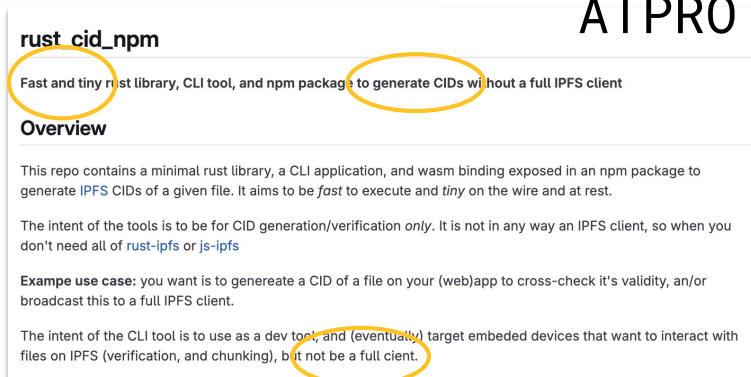 ATPRO
rust_cid_npm
Fast and tiny rust library, CLI tool, and npm package to generate CIDs without a full IPFS client
Overview
This repo contains a minimal rust library, a CLI application, and wasm binding exposed in an npm package to
generate IPFS CIDs of a given file. It aims to be fast to execute and tiny on the wire and at rest.
The intent of the tools is to be for CID generation/verification only. It is not in any way an IPFS client, so when you
don't need all of rust-ipfs or js-ipfs
Exampe use case: you want is to genereate a CID of a file on your (web)app to cross-check it's validity, an/or
broadcast this to a full IPFS client.
The intent of the CLI tool is to use as a dev tool, and (eventually) target embeded devices that want to interact with
files on IPFS (verification, and chunking), but not be a full cient.